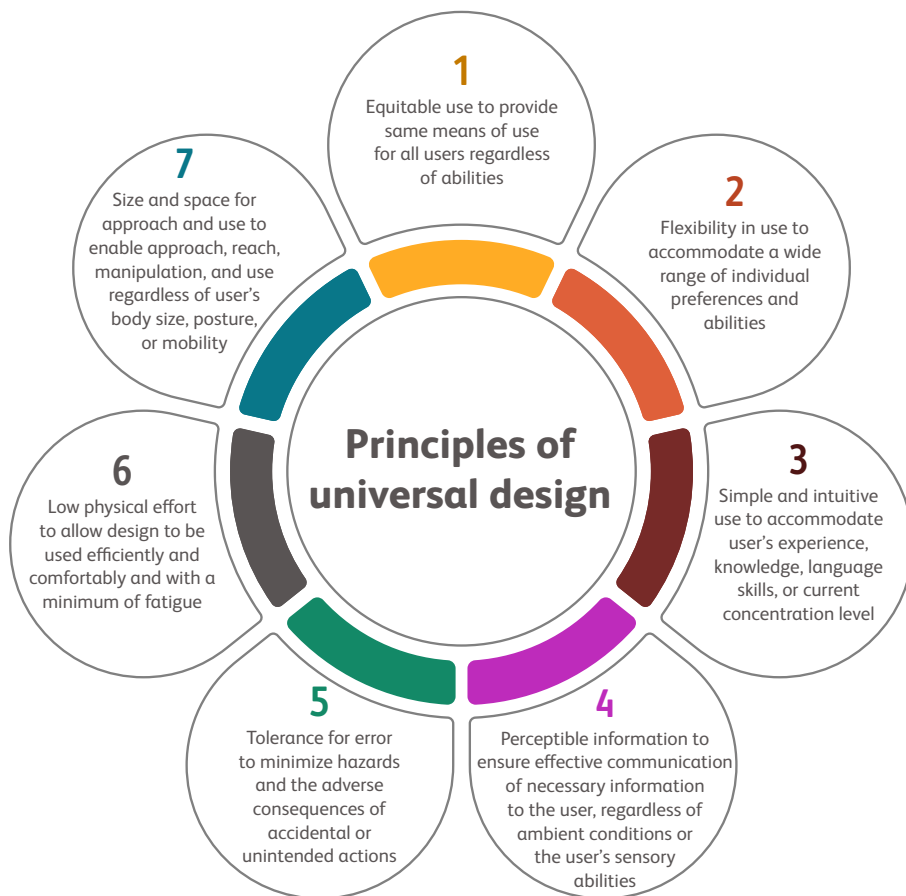 Principles of
universal design
1
Equitable use to provide
same means of use
for all users regardless
of abilities
2
Flexibility in use to
accommodate a wide
range of individual
preferences and
abilities
3
Simple and intuitive
use to accommodate
user's experience,
knowledge, language
skills, or current
concentration level
4
Perceptible information to
ensure effective communication
of necessary information
to the user, regardless of
ambient conditions or
the user's sensory
abilities
5
Tolerance for error
to minimize hazards
and the adverse
consequences of
accidental or
unintended actions
6
Low physical effort
to allow design to be
used efficiently and
comfortably and with a
minimum of fatigue
7
Size and space for
approach and use to
enable approach, reach,
manipulation, and use
regardless of user's
body size, posture,
or mobility